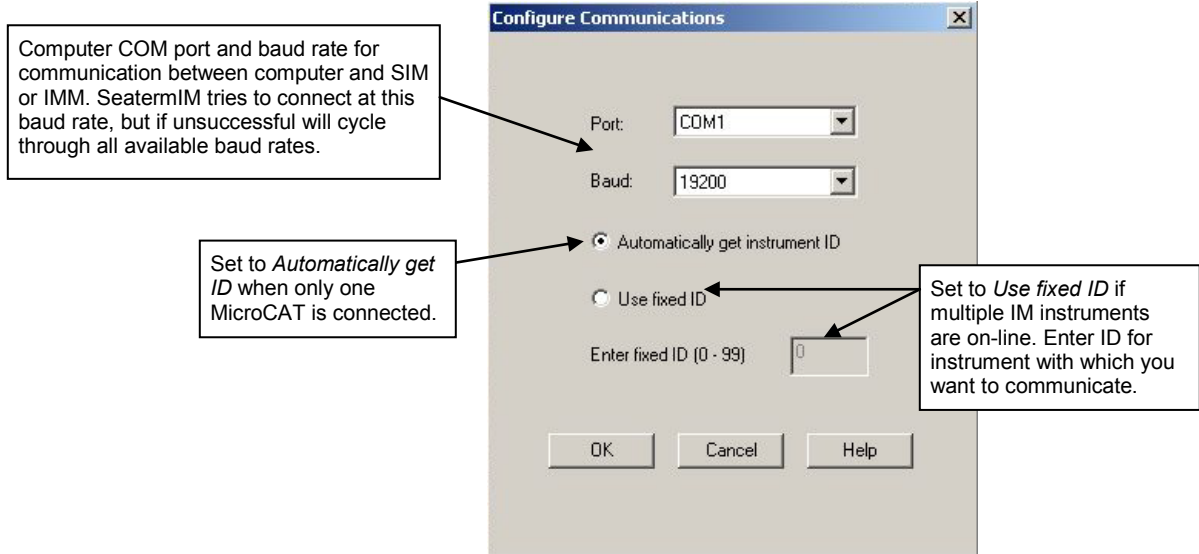 Configure Communications
Computer COM port and baud rate for
communication between computer and SIM
or IMM. SeatermIM tries to connect at this
baud rate, but if unsuccessful will cycle
through all available baud rates.
Port: COM1
Baud: 19200
Automatically get instrument ID
Set to Automatically get
ID when only one
MicroCAT is connected.
Use fixed ID
Set to Use fixed ID if
multiple IM instruments
are on-line. Enter ID for
instrument with which you
want to communicate.
Enter fixed ID (0 - 99) 0
OK Cancel Help